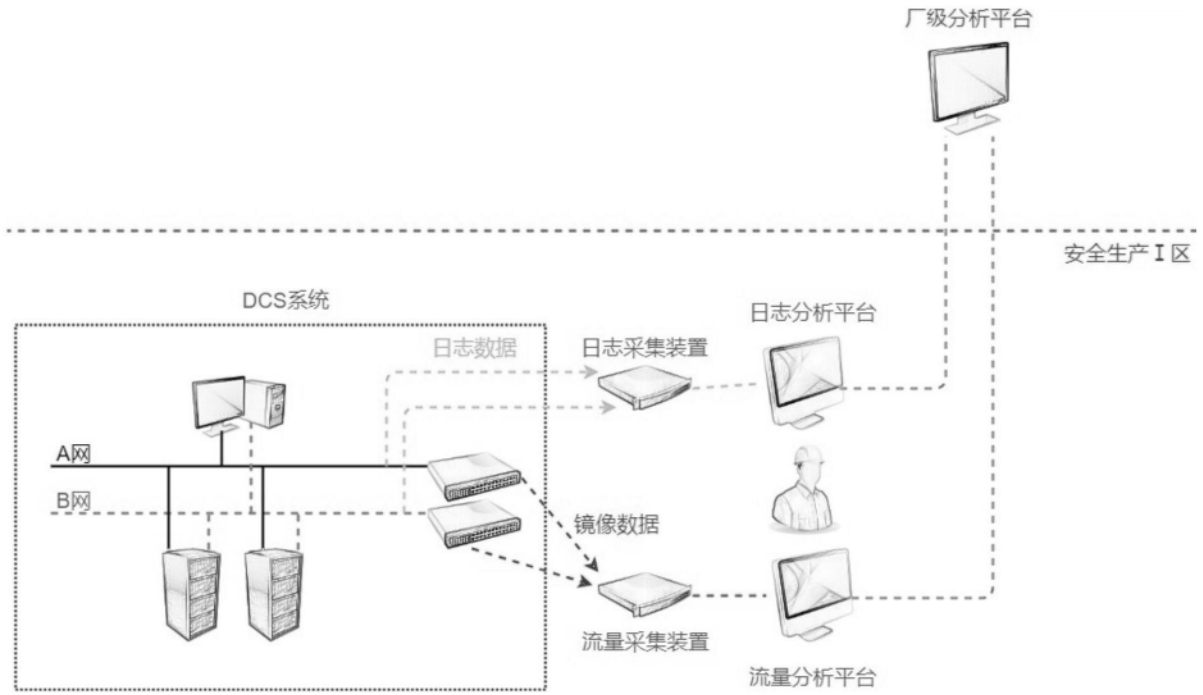 厂级分析平台
安全生产 I 区
DCS系统
日志分析平台
日志数据
日志采集装置
A网
B网
镜像数据
流量采集装置
流量分析平台